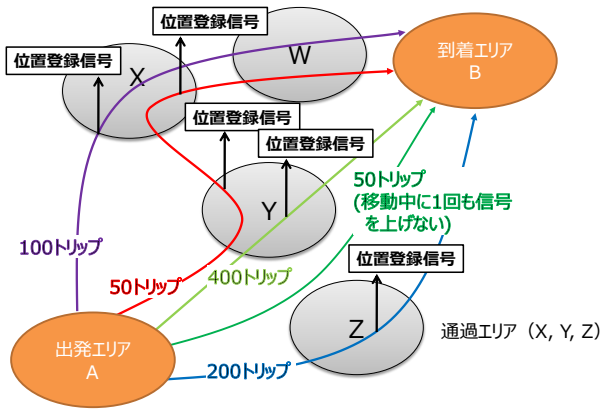 位置登録信号
W
到着エリア
B
位置登録信号
X
位置登録信号
位置登録信号
50トリップ
(移動中に1回も信号
を上げない)
Y
100トリップ
400トリップ
位置登録信号
50トリップ
Z
通過エリア（X, Y, Z）
出発エリア
A
200トリップ